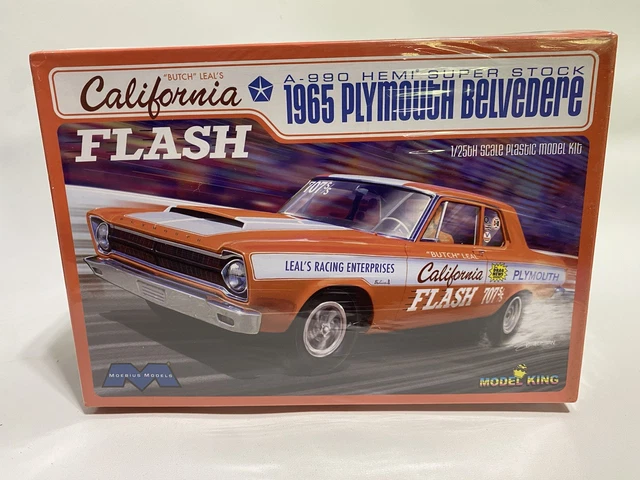 "BUTCH" LEAL'S
California
FLASH
A-990 HEMI SUPER STOCK
1965 PLYMOUTH BELVEDERE
1/25th Scale Plastic Model Kit
707 S/S
LEAL'S RACING ENTERPRISES
"BUTCH" LEAL'S
California
FLASH 707 S/S
PLYMOUTH
MOEBIUS MODELS
MODEL KING